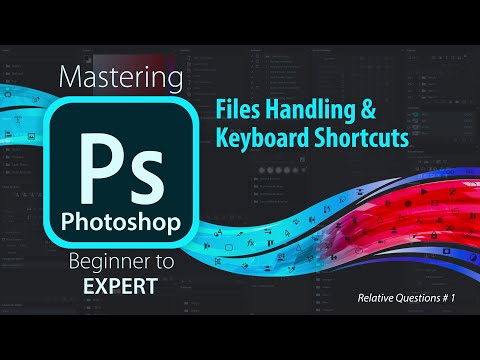 Mastering
Ps
Photoshop
Beginner to
EXPERT
Files Handling &
Keyboard Shortcuts
Relative Questions # 1